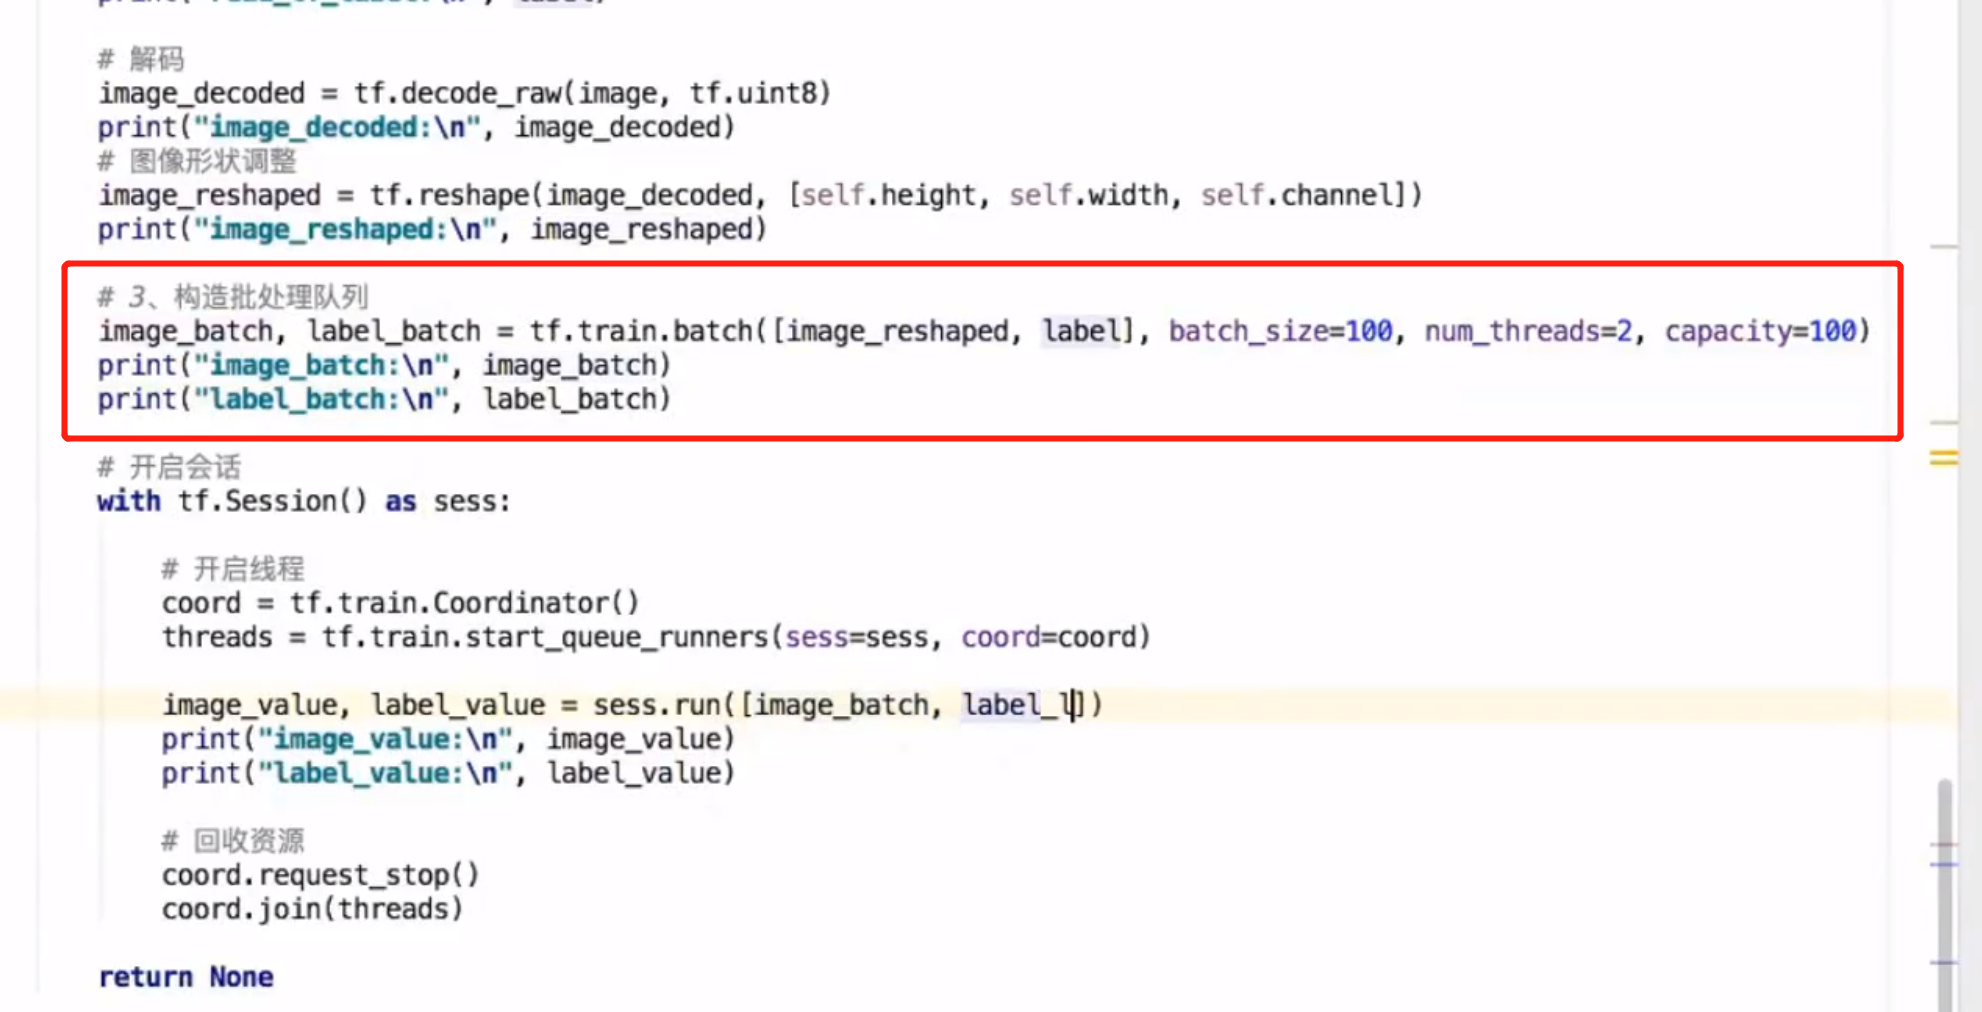 # 解码
image_decoded = tf.decode_raw(image, tf.uint8)
print("image_decoded:\n", image_decoded)
# 图像形状调整
image_reshaped = tf.reshape(image_decoded, [self.height, self.width, self.channel])
print("image_reshaped:\n", image_reshaped)
# 3、构造批处理队列
image_batch, label_batch = tf.train.batch([image_reshaped, label], batch_size=100, num_threads=2, capacity=100)
print("image_batch:\n", image_batch)
print("label_batch:\n", label_batch)
# 开启会话
with tf.Session() as sess:
# 开启线程
coord = tf.train.Coordinator()
threads = tf.train.start_queue_runners(sess=sess, coord=coord)
image_value, label_value = sess.run([image_batch, label_l])
print("image_value:\n", image_value)
print("label_value:\n", label_value)
# 回收资源
coord.request_stop()
coord.join(threads)
return None